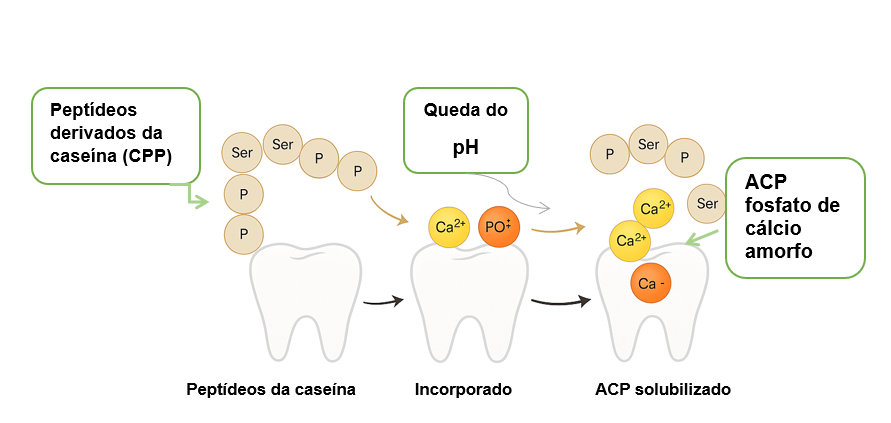 Peptídeos
derivados da
caseína (CPP)
Ser
Ser
P
P
P
P
Queda do
pH
Ca2+
PO‡
P
Ser
P
Ser
Ca2+
Ca2+
Ca -
ACP
fosfato de
cálcio
amorfo
Peptídeos da caseína
Incorporado
ACP solubilizado